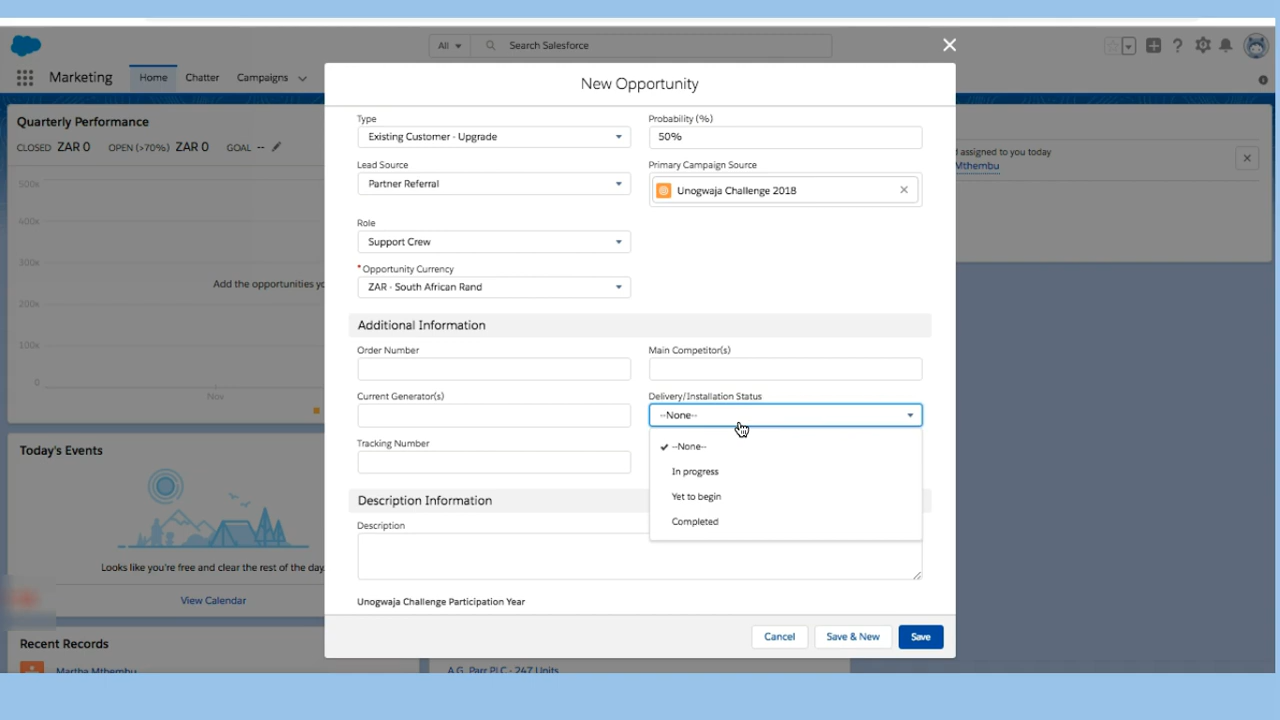 All
Search Salesforce
Marketing
Home
Chatter
Campaigns
Quarterly Performance
CLOSED ZAR 0 OPEN (>70%) ZAR 0 GOAL --
500k
400k
300k
200k
100k
0
Add the opportunities yo
Nov
Today's Events
Looks like you're free and clear the rest of the day.
View Calendar
Recent Records
Martha Mthembu
New Opportunity
Type
Existing Customer - Upgrade
Probability (%)
50%
Lead Source
Partner Referral
Primary Campaign Source
Unogwaja Challenge 2018
Role
Support Crew
* Opportunity Currency
ZAR - South African Rand
Additional Information
Order Number
Main Competitor(s)
Current Generator(s)
Delivery/Installation Status
--None--
--None--
In progress
Yet to begin
Completed
Tracking Number
Description Information
Description
Unogwaja Challenge Participation Year
Cancel
Save & New
Save
assigned to you today
Mthembu
A.G. Parr PLC - 247 Units